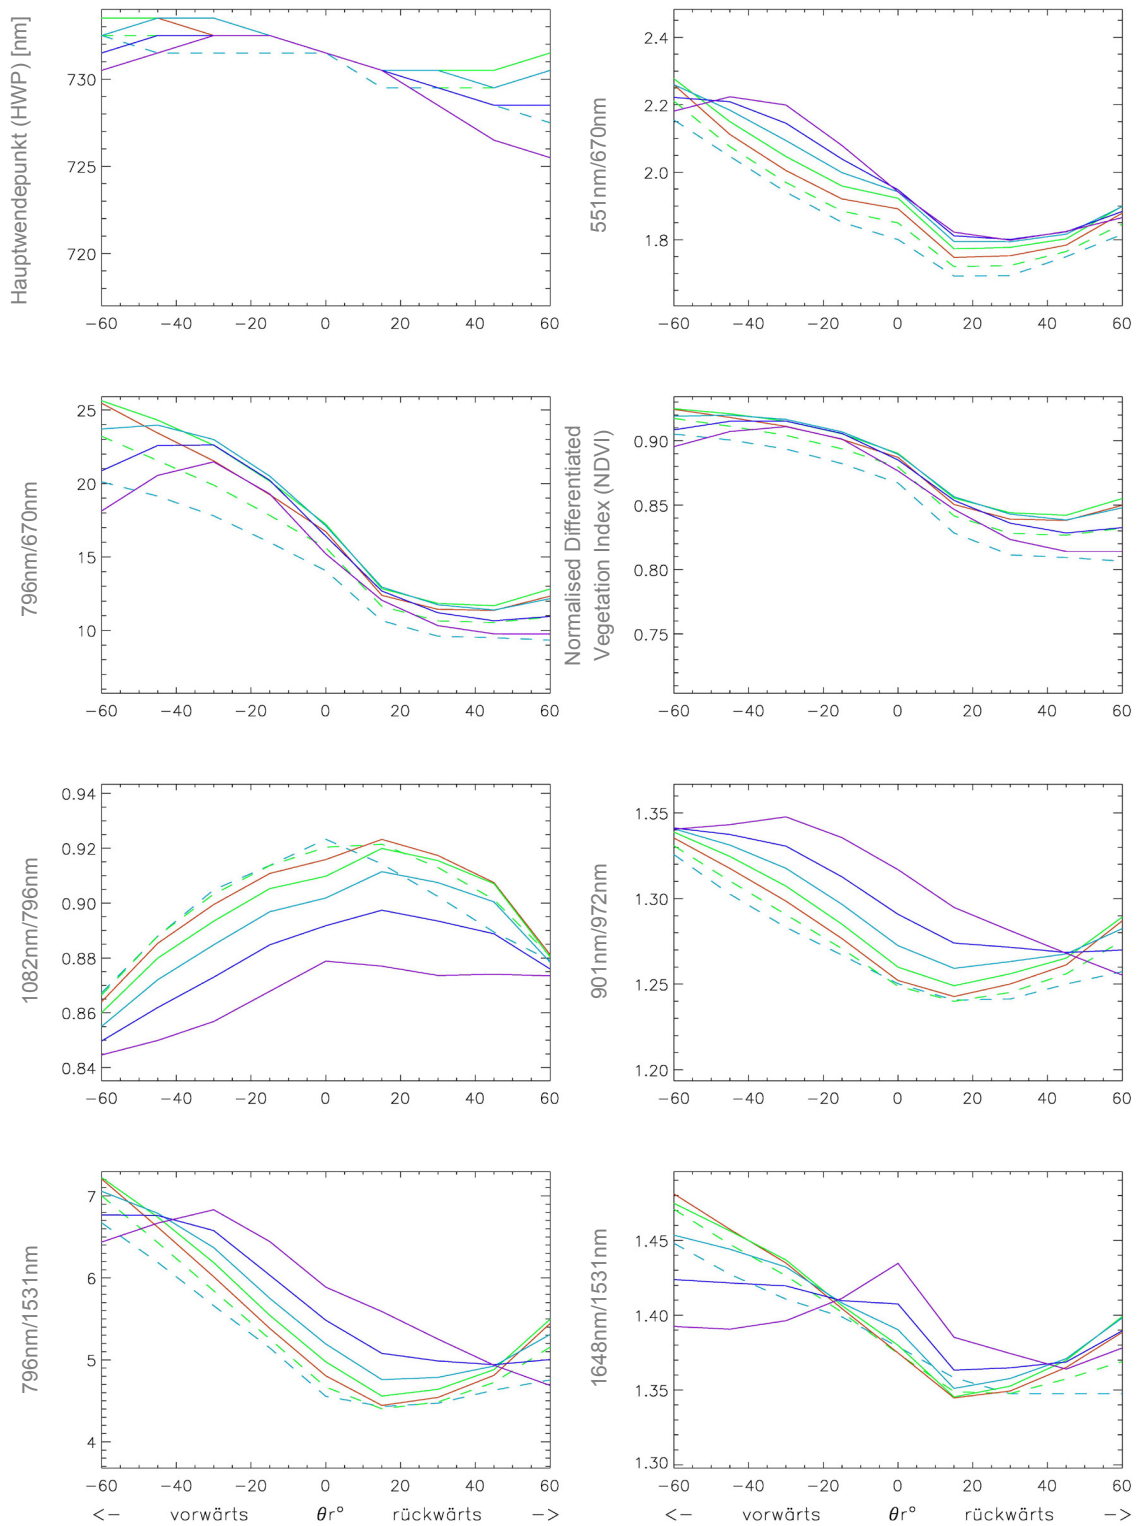 Hauptwendepunkt (HWP) [nm]
730
725
720
−60 −40 −20 0 20 40 60
551nm/670nm
2.4
2.2
2.0
1.8
−60 −40 −20 0 20 40 60
796nm/670nm
25
20
15
10
−60 −40 −20 0 20 40 60
Normalised Differentiated
Vegetation Index (NDVI)
0.90
0.85
0.80
0.75
−60 −40 −20 0 20 40 60
1082nm/796nm
0.94
0.92
0.90
0.88
0.86
0.84
−60 −40 −20 0 20 40 60
901nm/972nm
1.35
1.30
1.25
1.20
−60 −40 −20 0 20 40 60
796nm/1531nm
7
6
5
4
−60 −40 −20 0 20 40 60
<− vorwärts θr° rückwärts −>
1648nm/1531nm
1.45
1.40
1.35
1.30
−60 −40 −20 0 20 40 60
<− vorwärts θr° rückwärts −>